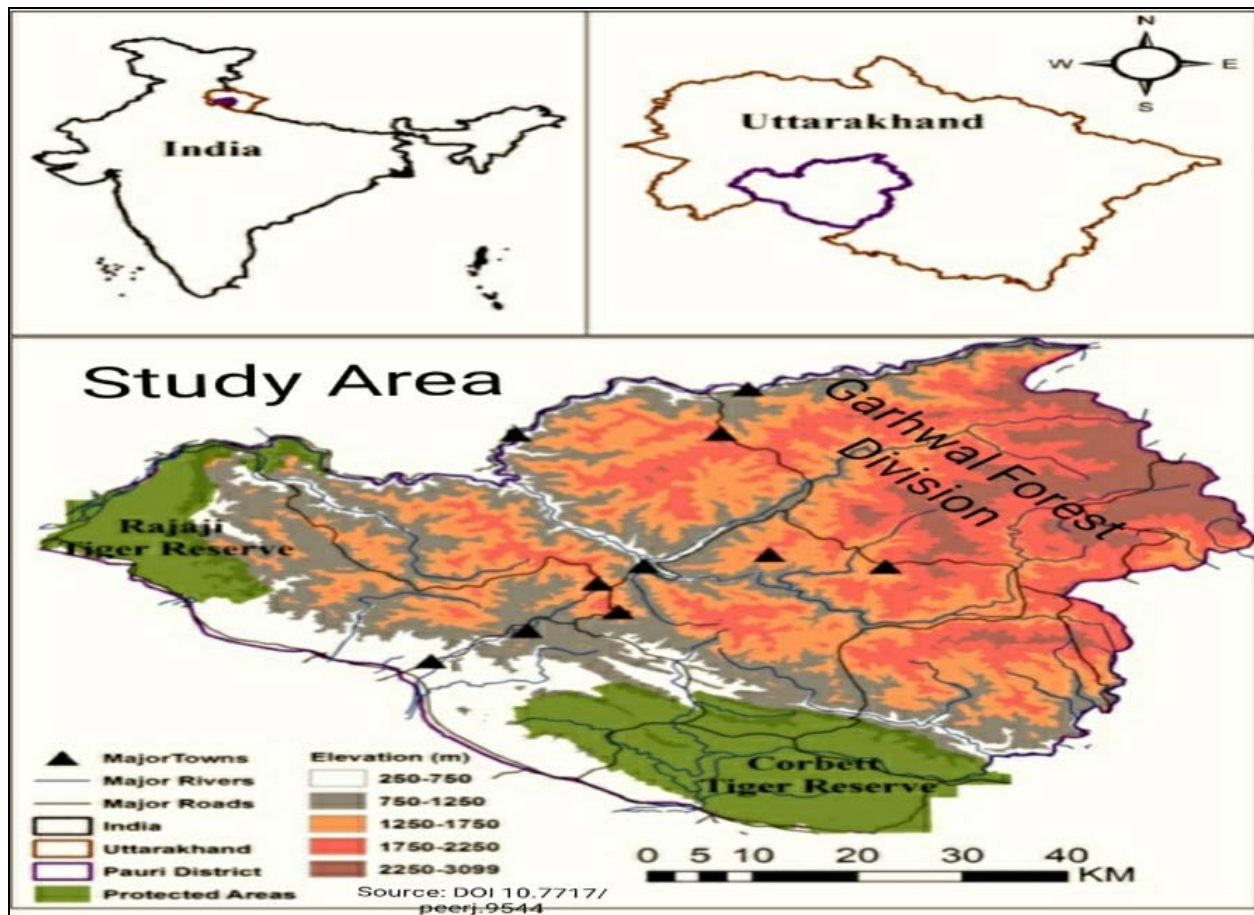 India
N
W E
S
Uttarakhand
Study Area
Garhwal Forest
Division
Rajaji
Tiger Reserve
Corbett
Tiger Reserve
Major Towns
Major Rivers
Major Roads
India
Uttarakhand
Pauri District
Protected Areas
Elevation (m)
250-750
750-1250
1250-1750
1750-2250
2250-3099
Source: DOI 10.7717/
peerj.9544
0 5 10 20 30 40
KM